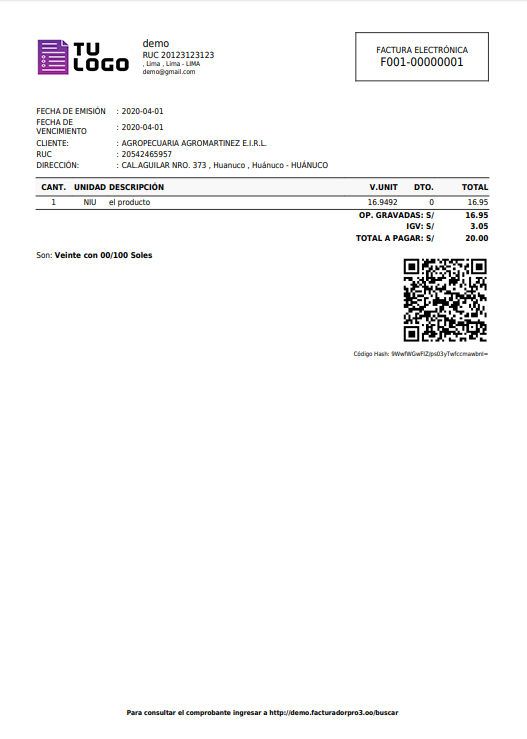 TU
LOGO
demo
RUC 20123123123
, Lima , Lima - LIMA
demo@gmail.com
FACTURA ELECTRÓNICA
F001-00000001
FECHA DE EMISIÓN : 2020-04-01
FECHA DE
VENCIMIENTO : 2020-04-01
CLIENTE: : AGROPECUARIA AGROMARTINEZ E.I.R.L.
RUC : 20542465957
DIRECCIÓN: : CAL.AGUILAR NRO. 373 , Huanuco , Huánuco - HUÁNUCO
CANT. UNIDAD DESCRIPCIÓN V.UNIT DTO. TOTAL
1 NIU el producto 16.9492 0 16.95
OP. GRAVADAS: S/ 16.95
IGV: S/ 3.05
TOTAL A PAGAR: S/ 20.00
Son: Veinte con 00/100 Soles
Código Hash:
Para consultar el comprobante ingresar a http://demo.facturadorpro3.oo/buscar